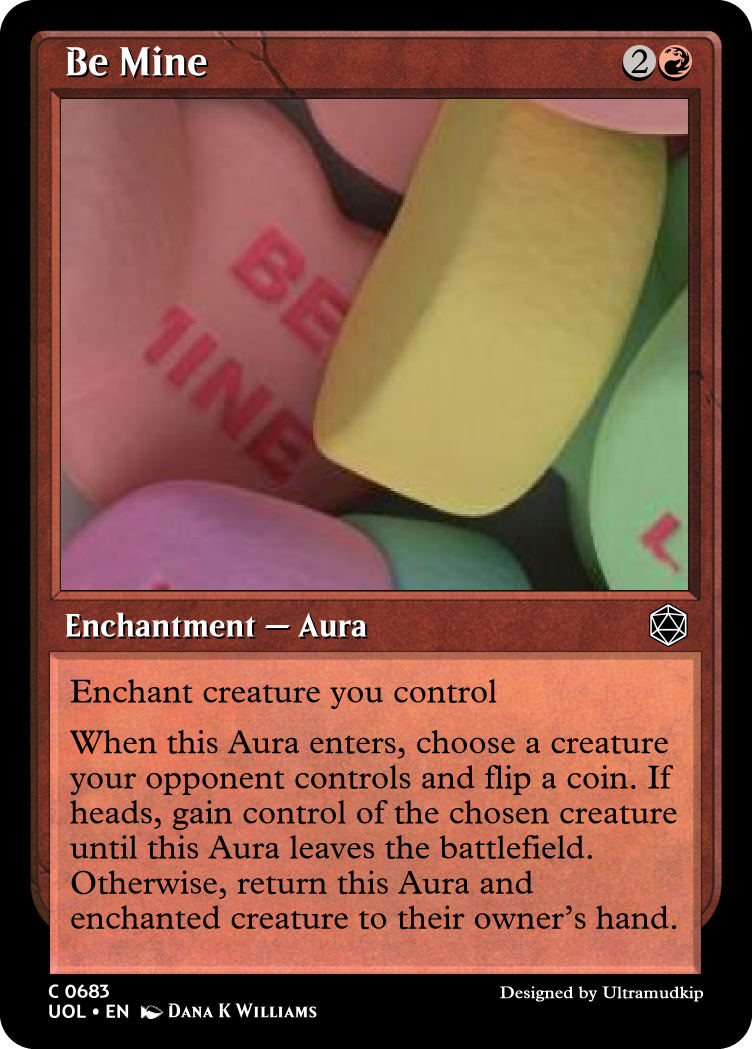 Be Mine
2
BE
INE
L
Enchantment — Aura
Enchant creature you control
When this Aura enters, choose a creature
your opponent controls and flip a coin. If
heads, gain control of the chosen creature
until this Aura leaves the battlefield.
Otherwise, return this Aura and
enchanted creature to their owner’s hand.
C 0683
Designed by Ultramudkip
UOL • EN DANA K WILLIAMS